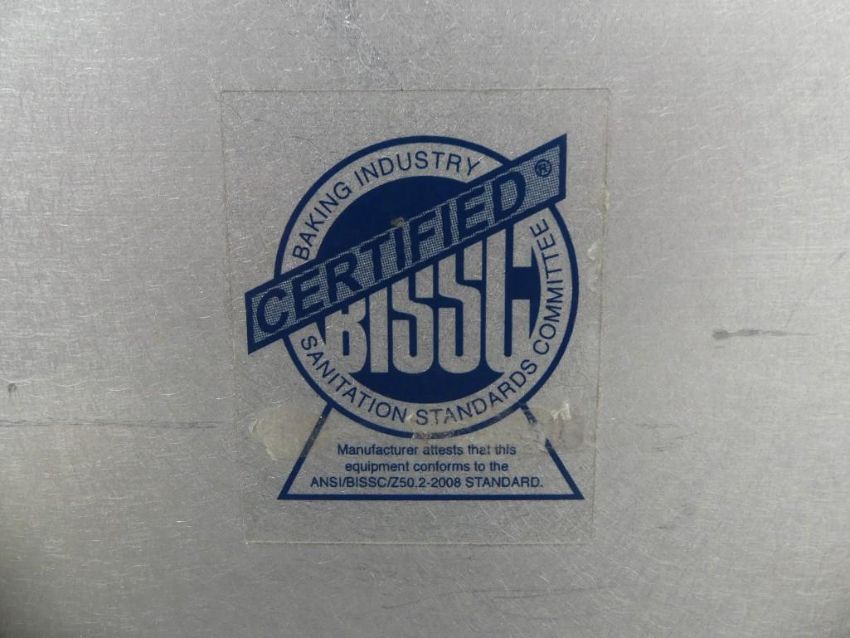 BAKING INDUSTRY
CERTIFIED®
BISSC
SANITATION STANDARDS COMMITTEE
Manufacturer attests that this
equipment conforms to the
ANSI/BISSC/Z50.2-2008 STANDARD.